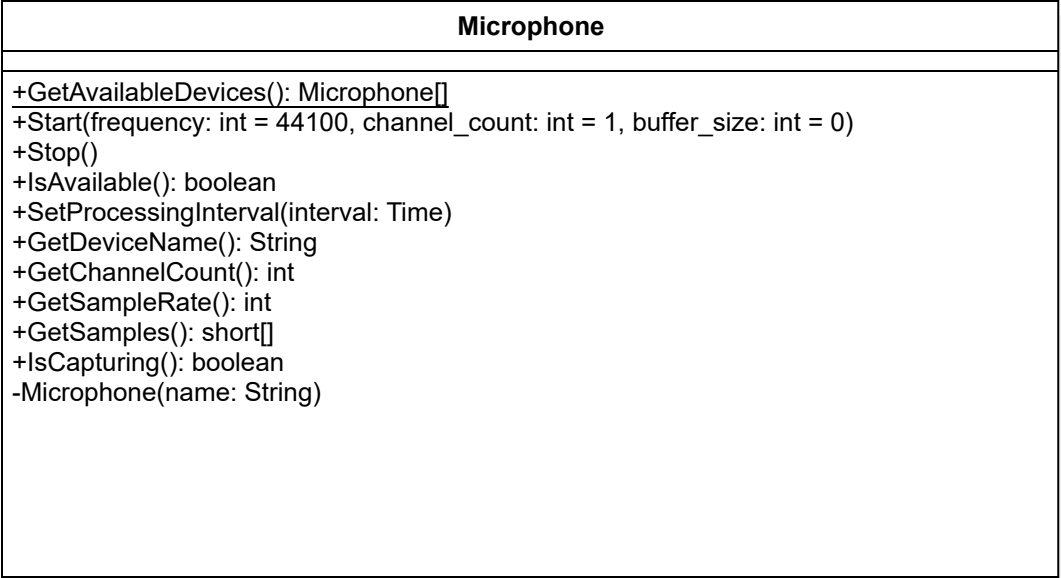 Microphone
+GetAvailableDevices(): Microphone[]
+Start(frequency: int = 44100, channel_count: int = 1, buffer_size: int = 0)
+Stop()
+IsAvailable(): boolean
+SetProcessingInterval(interval: Time)
+GetDeviceName(): String
+GetChannelCount(): int
+GetSampleRate(): int
+GetSamples(): short[]
+IsCapturing(): boolean
-Microphone(name: String)